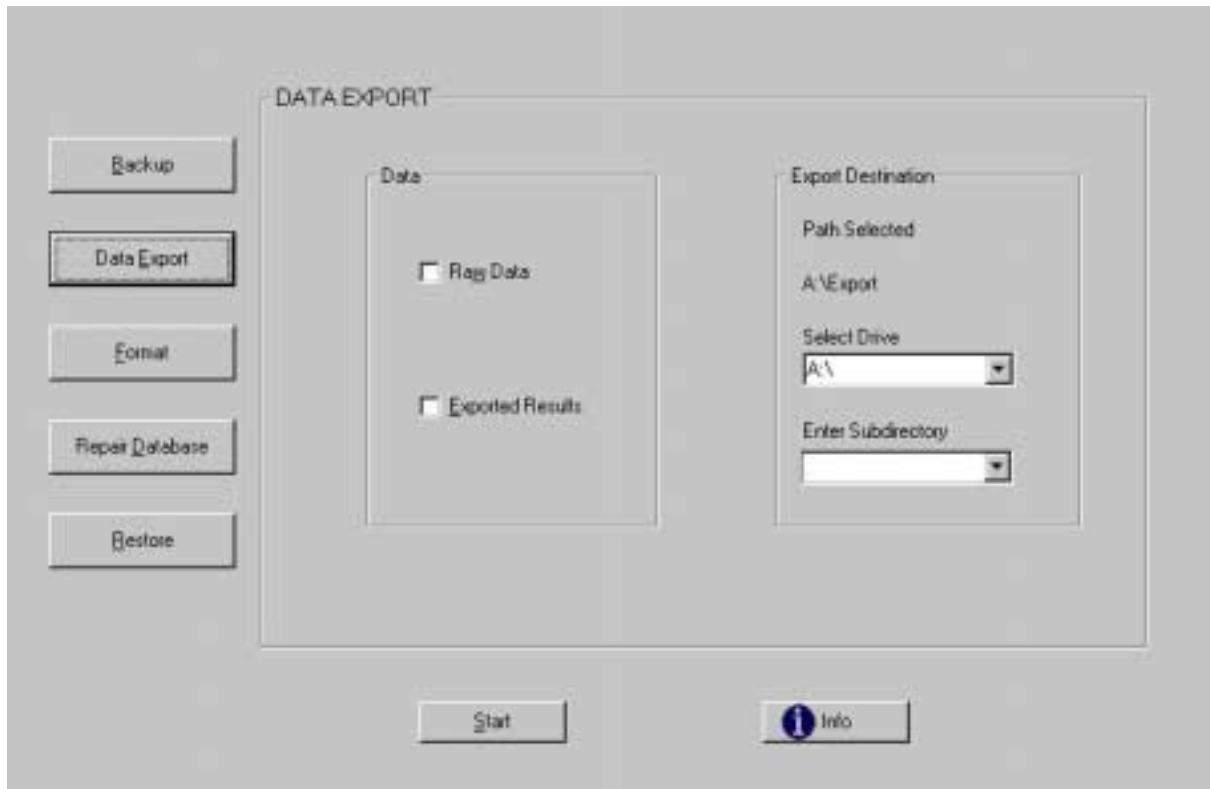 DATA EXPORT
Backup
Data Export
Format
Repair Database
Restore
Data
Raw Data
Exported Results
Export Destination
Path Selected
A:\Export
Select Drive
A:\
Enter Subdirectory
Start
Info